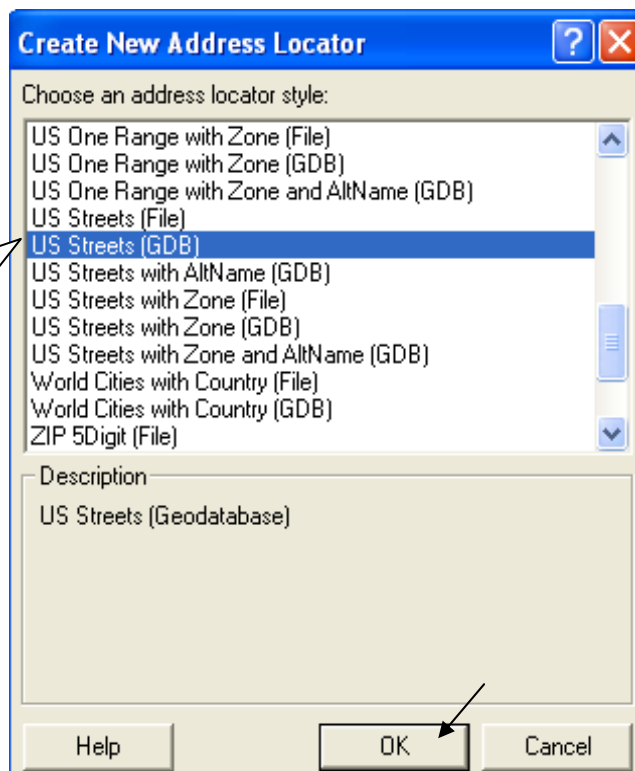 Create New Address Locator
Choose an address locator style:
US One Range with Zone (File)
US One Range with Zone (GDB)
US One Range with Zone and AltName (GDB)
US Streets (File)
US Streets (GDB)
US Streets with AltName (GDB)
US Streets with Zone (File)
US Streets with Zone (GDB)
US Streets with Zone and AltName (GDB)
World Cities with Country (File)
World Cities with Country (GDB)
ZIP 5Digit (File)
Description
US Streets (Geodatabase)
Help OK Cancel